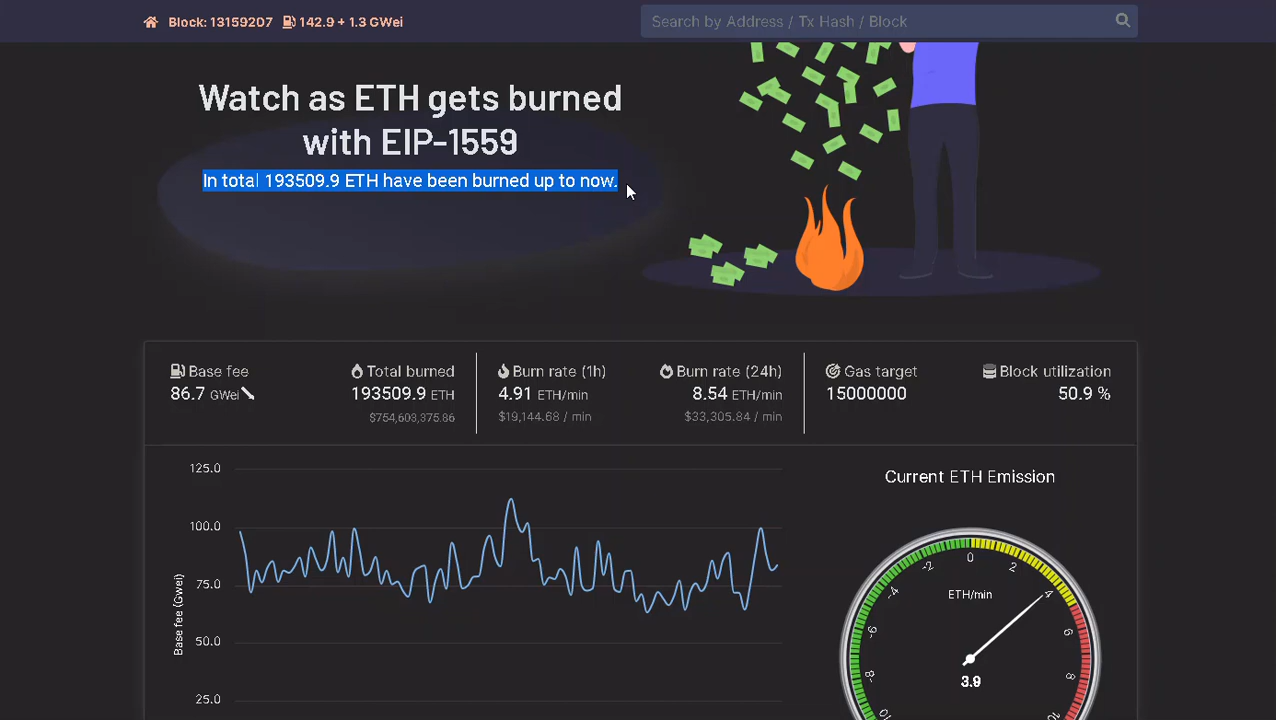 Block: 13159207 142.9 + 1.3 GWei
Search by Address / Tx Hash / Block
Watch as ETH gets burned
with EIP-1559
In total 193509.9 ETH have been burned up to now.
Base fee
86.7 GWei
Total burned
193509.9 ETH
$754,603,375.86
Burn rate (1h)
4.91 ETH/min
$19,144.68 / min
Burn rate (24h)
8.54 ETH/min
$33,305.84 / min
Gas target
15000000
Block utilization
50.9 %
125.0
100.0
75.0
50.0
25.0
Base fee (Gwei)
Current ETH Emission
-8
-6
-4
-2
0
2
4
6
8
10
ETH/min
3.9